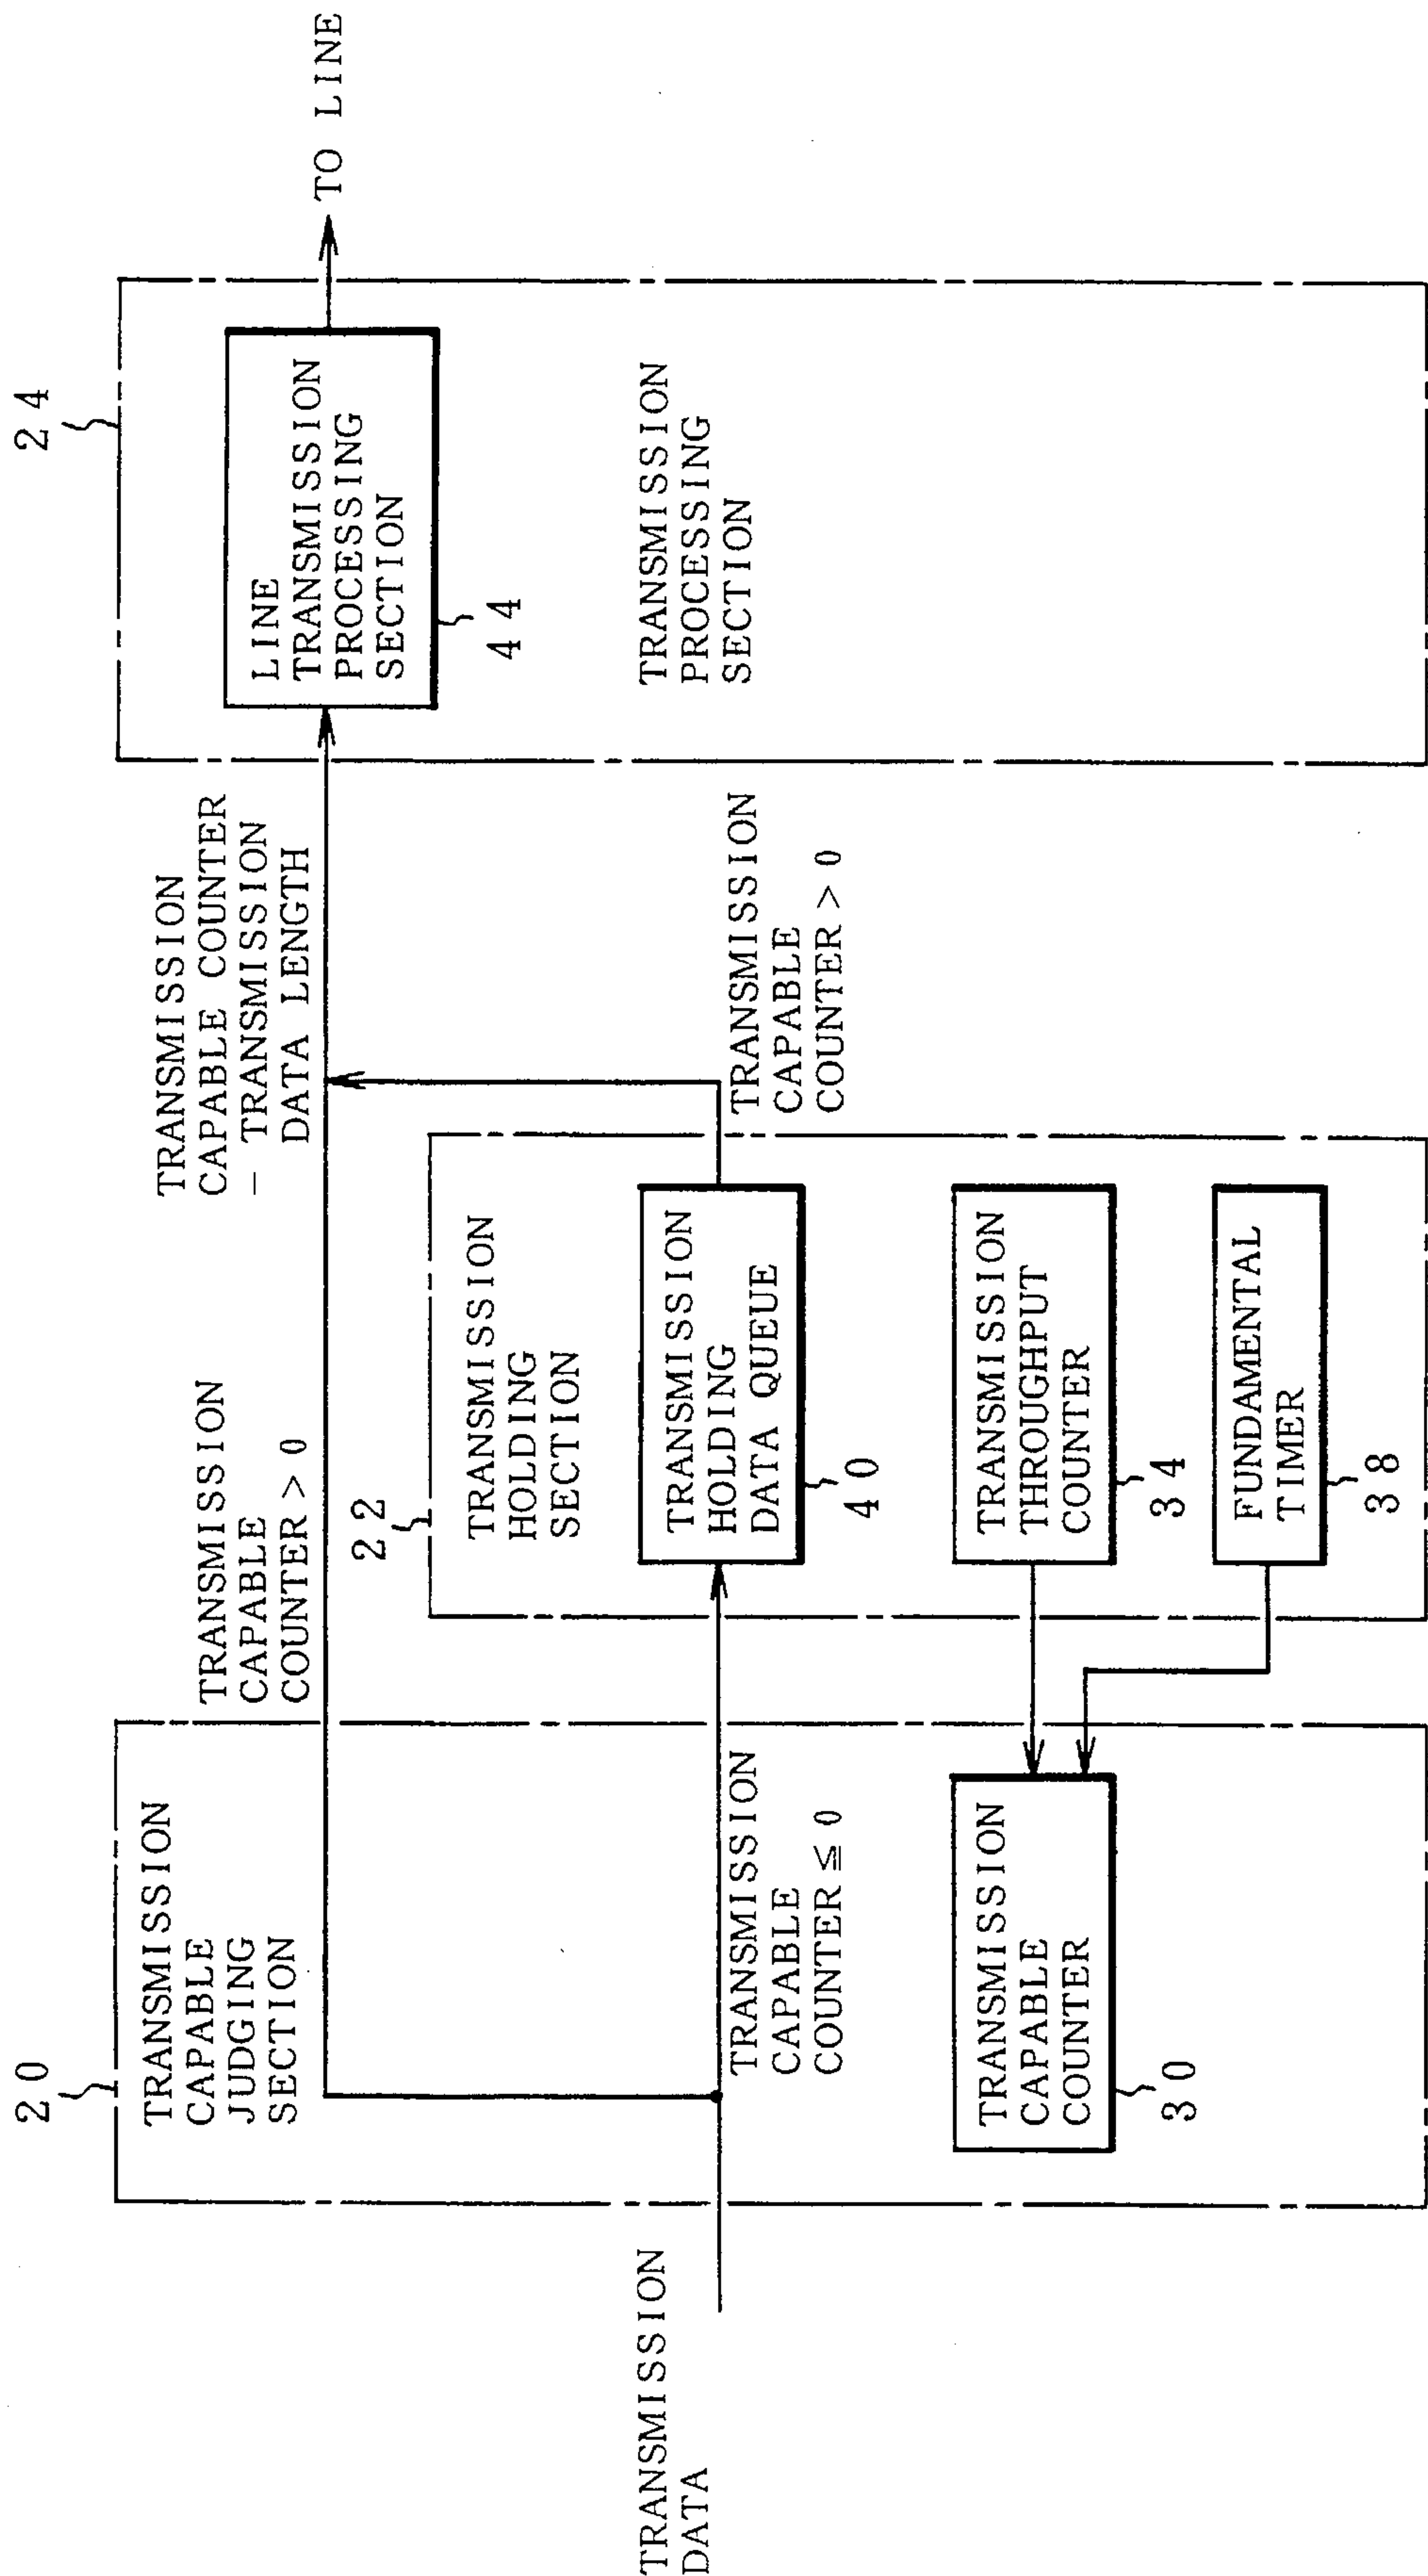 20
TRANSMISSION
CAPABLE
JUDGING
SECTION
TRANSMISSION
CAPABLE
COUNTER > 0
TRANSMISSION
CAPABLE COUNTER
- TRANSMISSION
DATA LENGTH
24
LINE
TRANSMISSION
PROCESSING
SECTION
44
TO LINE
22
TRANSMISSION
HOLDING
SECTION
TRANSMISSION
PROCESSING
SECTION
TRANSMISSION
DATA
TRANSMISSION
CAPABLE
COUNTER ≦ 0
TRANSMISSION
HOLDING
DATA QUEUE
40
TRANSMISSION
CAPABLE
COUNTER > 0
TRANSMISSION
CAPABLE
COUNTER
30
TRANSMISSION
THROUGHPUT
COUNTER
34
FUNDAMENTAL
TIMER
38